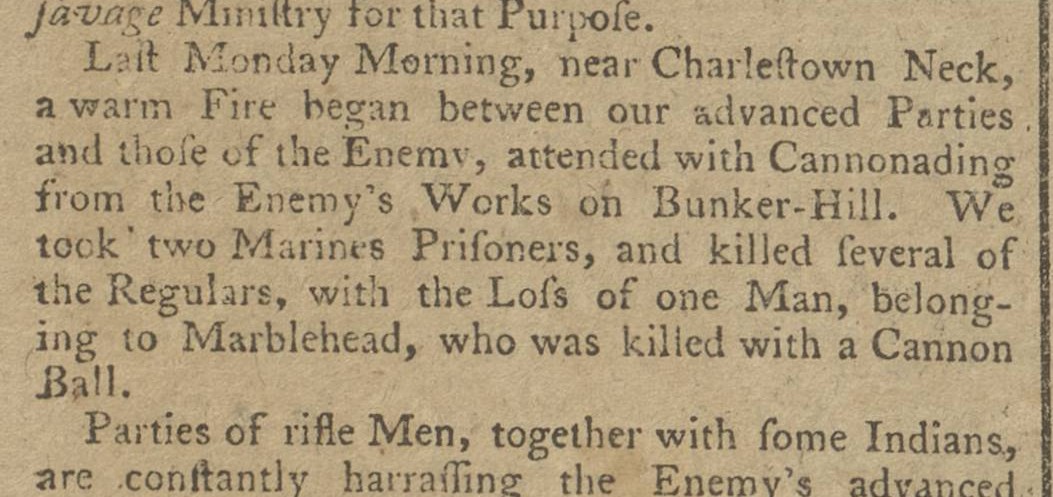 ſavage Miniſtry for that Purpoſe.
Laſt Monday Morning, near Charleſtown Neck,
a warm Fire began between our advanced Parties
and thoſe of the Enemy, attended with Cannonading
from the Enemy's Works on Bunker-Hill. We
took two Marines Priſoners, and killed ſeveral of
the Regulars, with the Loſs of one Man, belong-
ing to Marblehead, who was killed with a Cannon
Ball.
Parties of rifle Men, together with ſome Indians,
are conſtantly harraſſing the Enemy's advanced